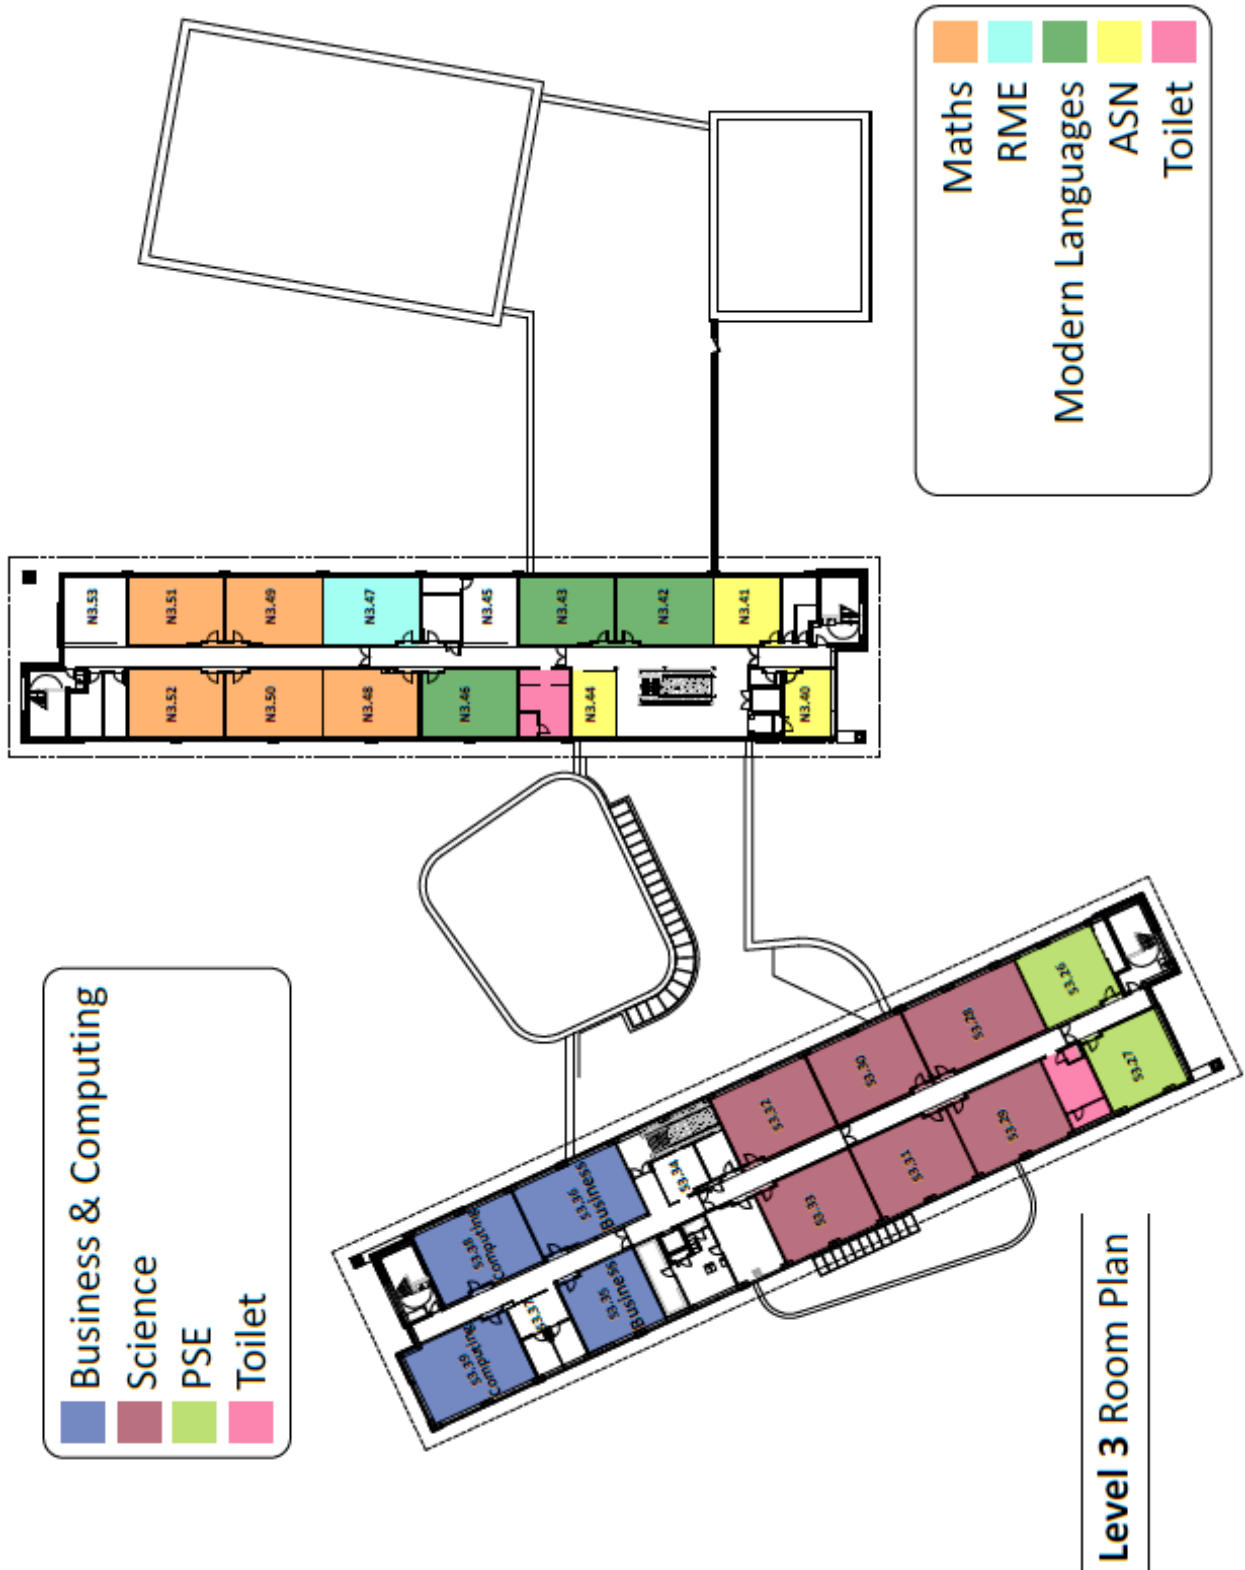 Level 3 Room Plan
Business & Computing
Science
PSE
Toilet
Maths
RME
Modern Languages
ASN
Toilet
N3.53
N3.51
N3.49
N3.47
N3.45
N3.43
N3.42
N3.41
N3.52
N3.50
N3.48
N3.46
N3.44
N3.40
S3.39
Computing
S3.38
Computing
S3.37
S3.36
Business
S3.35
Business
S3.34
S3.33
S3.32
S3.31
S3.30
S3.29
S3.28
S3.27
S3.26